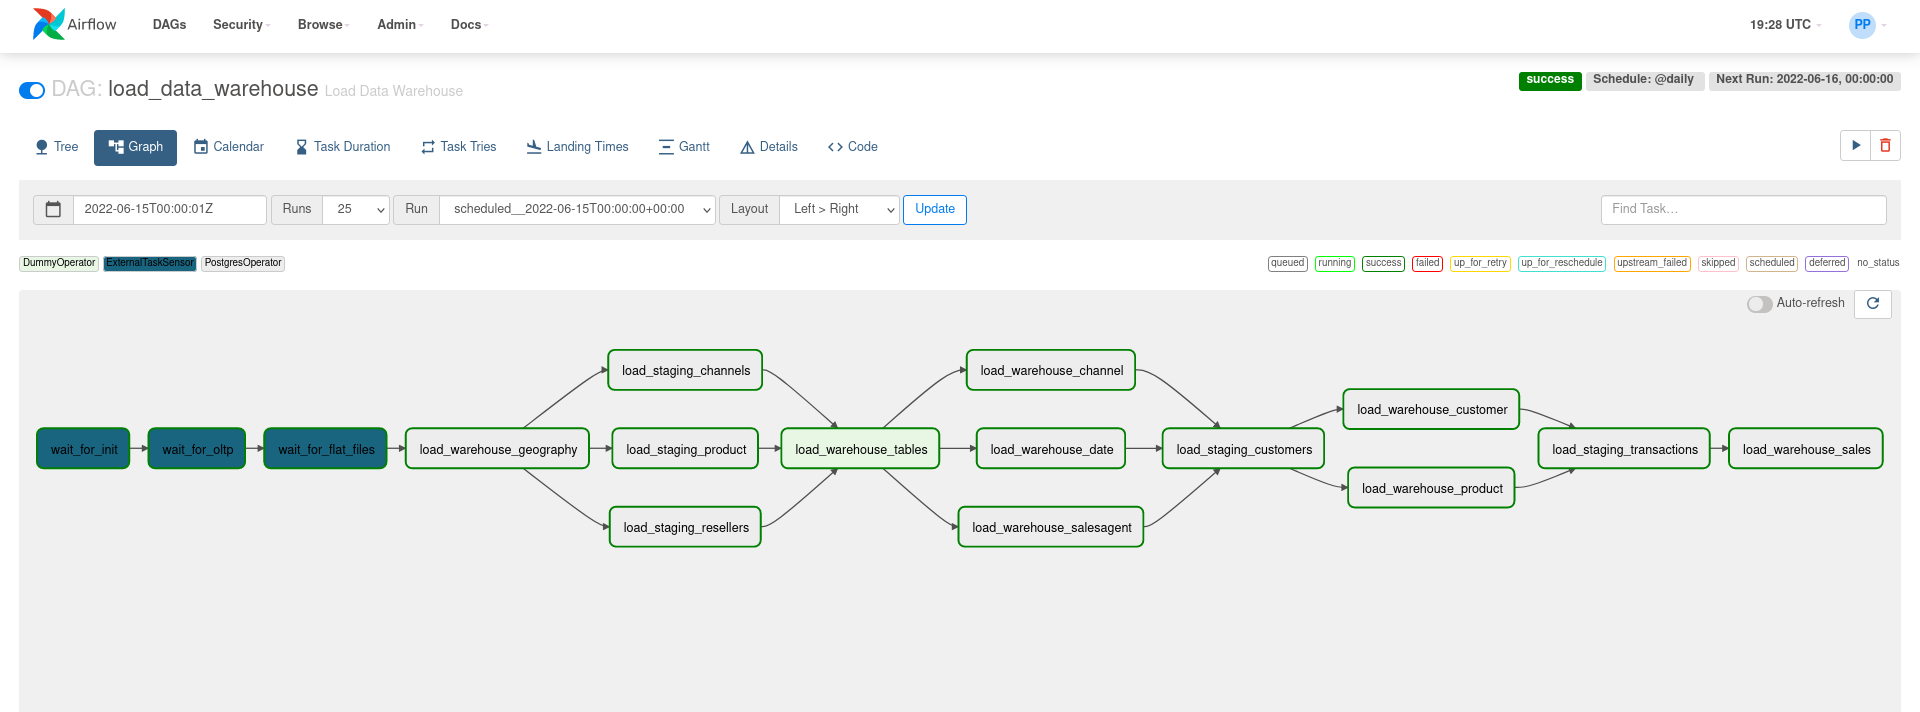 Airflow DAGs Security Browse Admin Docs 19:28 UTC PP
DAG: load_data_warehouse Load Data Warehouse success Schedule: @daily Next Run: 2022-06-16, 00:00:00
Tree Graph Calendar Task Duration Task Tries Landing Times Gantt Details Code
2022-06-15T00:00:01Z Runs 25 Run scheduled__2022-06-15T00:00:00+00:00 Layout Left > Right Update Find Task...
DummyOperator ExternalTaskSensor PostgresOperator queued running success failed up_for_retry up_for_reschedule upstream_failed skipped scheduled deferred no_status
Auto-refresh
load_staging_channels load_warehouse_channel
load_warehouse_customer
wait_for_init wait_for_oltp wait_for_flat_files load_warehouse_geography load_staging_product load_warehouse_tables load_warehouse_date load_staging_customers load_staging_transactions load_warehouse_sales
load_warehouse_product
load_staging_resellers load_warehouse_salesagent